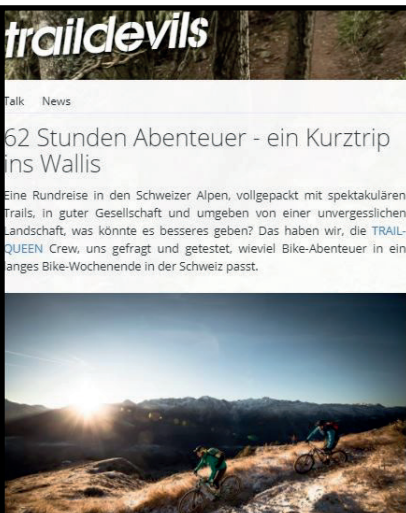 traildevils
Talk News
62 Stunden Abenteuer - ein Kurztrip
ins Wallis
Eine Rundreise in den Schweizer Alpen, vollgepackt mit spektakulären
Trails, in guter Gesellschaft und umgeben von einer unvergesslichen
Landschaft, was könnte es besseres geben? Das haben wir, die TRAIL-
QUEEN Crew, uns gefragt und getestet, wieviel Bike-Abenteuer in ein
langes Bike-Wochenende in der Schweiz passt.